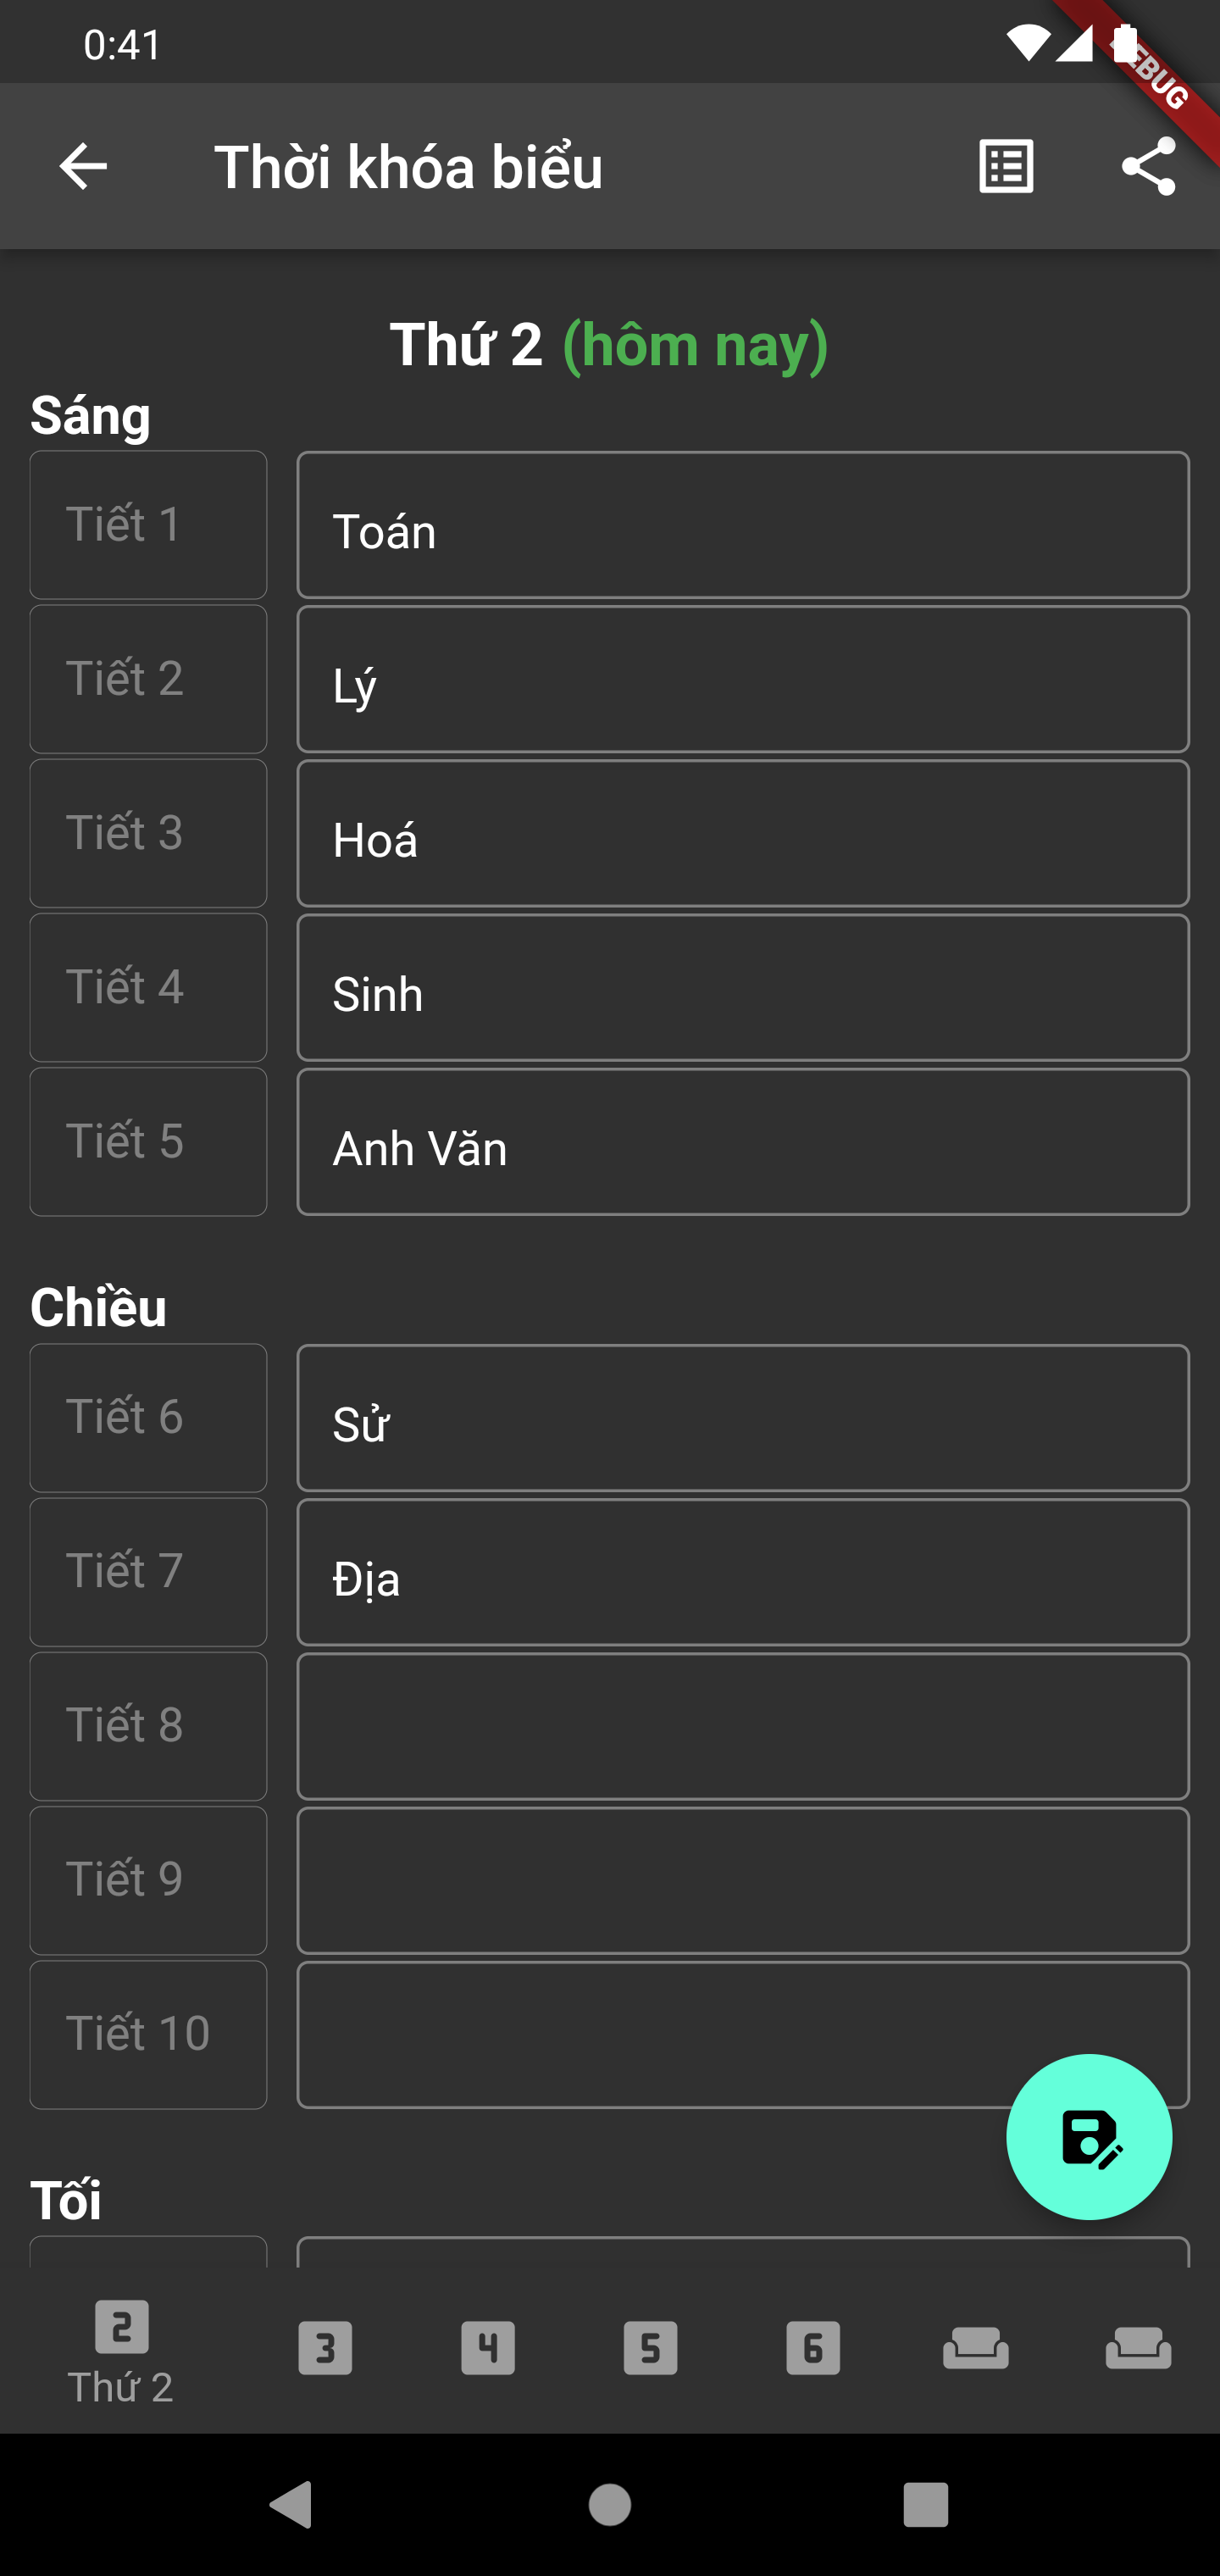 0:41
DEBUG
Thời khóa biểu
Thứ 2 (hôm nay)
Sáng
Tiết 1 Toán
Tiết 2 Lý
Tiết 3 Hoá
Tiết 4 Sinh
Tiết 5 Anh Văn
Chiều
Tiết 6 Sử
Tiết 7 Địa
Tiết 8
Tiết 9
Tiết 10
Tối
2 3 4 5 6
Thứ 2